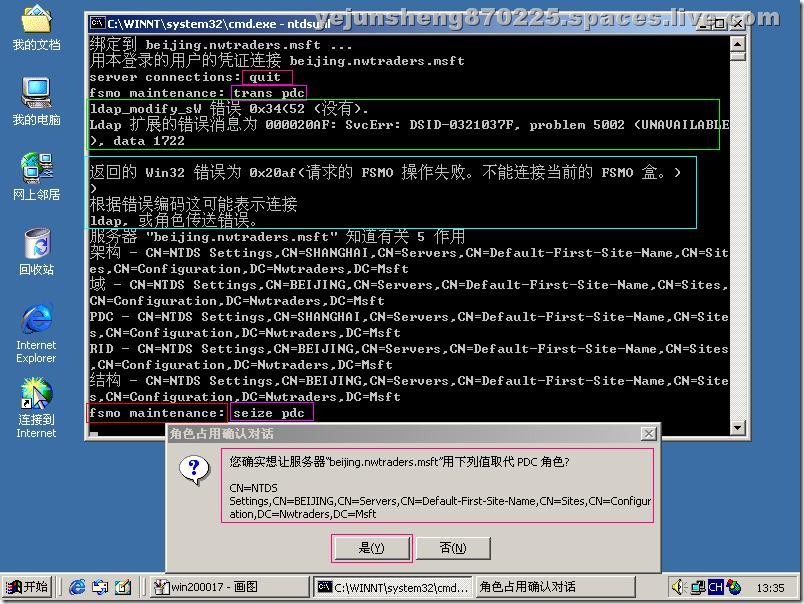 yejunsheng870225.spaces.live.com
我的文档
我的电脑
网上邻居
回收站
Internet
Explorer
连接到
Internet
C:\WINNT\system32\cmd.exe - ntdsutil
绑定到 beijing.nwtraders.msft ...
用本登录的用户的凭证连接 beijing.nwtraders.msft
server connections: quit
fsmo maintenance: trans pdc
ldap_modify_sW 错误 0x34(52 (没有).
Ldap 扩展的错误消息为 000020AF: SvcErr: DSID-0321037F, problem 5002 (UNAVAILABLE
), data 1722
返回的 Win32 错误为 0x20af(请求的 FSMO 操作失败。不能连接当前的 FSMO 盒。)
)
根据错误编码这可能表示连接
ldap, 或角色传送错误。
服务器 "beijing.nwtraders.msft" 知道有关 5 作用
架构 - CN=NTDS Settings,CN=SHANGHAI,CN=Servers,CN=Default-First-Site-Name,CN=Sit
es,CN=Configuration,DC=Nwtraders,DC=Msft
域 - CN=NTDS Settings,CN=BEIJING,CN=Servers,CN=Default-First-Site-Name,CN=Sites,
CN=Configuration,DC=Nwtraders,DC=Msft
PDC - CN=NTDS Settings,CN=SHANGHAI,CN=Servers,CN=Default-First-Site-Name,CN=Site
s,CN=Configuration,DC=Nwtraders,DC=Msft
RID - CN=NTDS Settings,CN=BEIJING,CN=Servers,CN=Default-First-Site-Name,CN=Sites
,CN=Configuration,DC=Nwtraders,DC=Msft
结构 - CN=NTDS Settings,CN=BEIJING,CN=Servers,CN=Default-First-Site-Name,CN=Site
s,CN=Configuration,DC=Nwtraders,DC=Msft
fsmo maintenance: seize pdc
角色占用确认对话
您确实想让服务器"beijing.nwtraders.msft"用下列值取代 PDC 角色?
CN=NTDS
Settings,CN=BEIJING,CN=Servers,CN=Default-First-Site-Name,CN=Sites,CN=Configur
ation,DC=Nwtraders,DC=Msft
是(Y)
否(N)
开始
win200017 - 画图
C:\WINNT\system32\cmd...
角色占用确认对话
CH
13:35